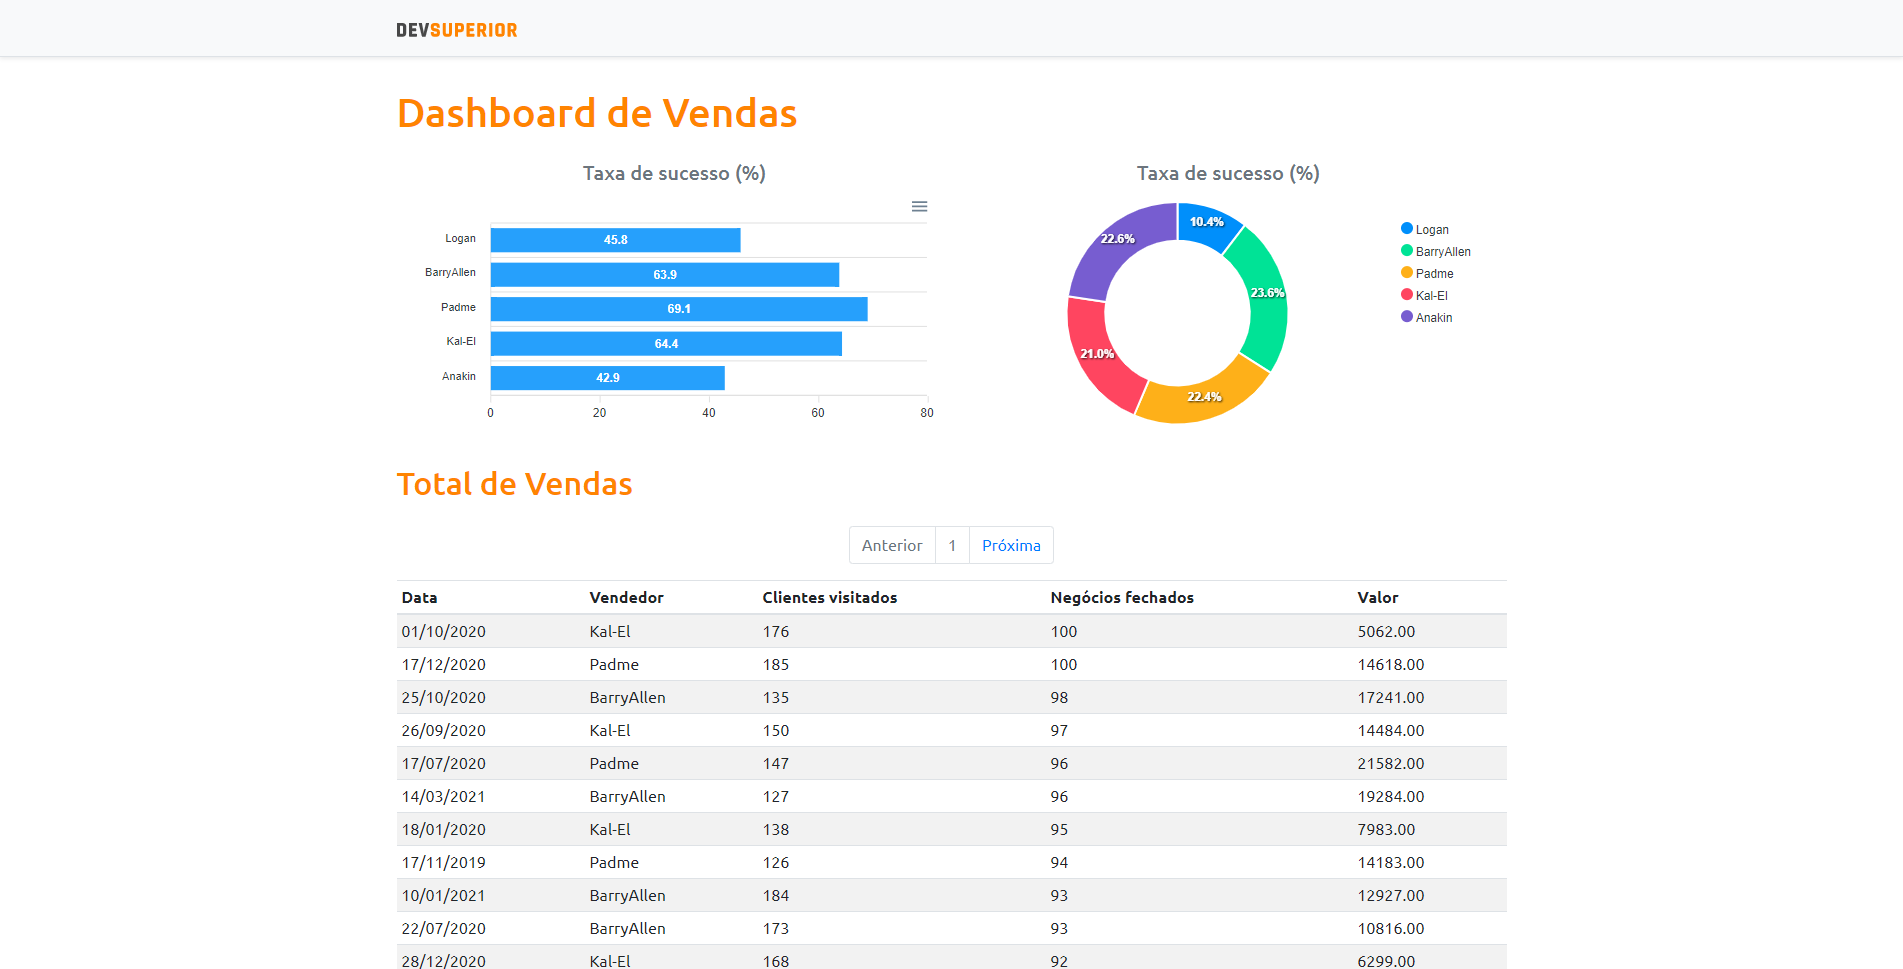 DEVSUPERIOR
Dashboard de Vendas
Taxa de sucesso (%)
Logan 45.8
BarryAllen 63.9
Padme 69.1
Kal-El 64.4
Anakin 42.9
0 20 40 60 80
Taxa de sucesso (%)
10.4%
23.6%
22.4%
21.0%
22.6%
Logan
BarryAllen
Padme
Kal-El
Anakin
Total de Vendas
Anterior 1 Próxima
Data Vendedor Clientes visitados Negócios fechados Valor
01/10/2020 Kal-El 176 100 5062.00
17/12/2020 Padme 185 100 14618.00
25/10/2020 BarryAllen 135 98 17241.00
26/09/2020 Kal-El 150 97 14484.00
17/07/2020 Padme 147 96 21582.00
14/03/2021 BarryAllen 127 96 19284.00
18/01/2020 Kal-El 138 95 7983.00
17/11/2019 Padme 126 94 14183.00
10/01/2021 BarryAllen 184 93 12927.00
22/07/2020 BarryAllen 173 93 10816.00
28/12/2020 Kal-El 168 92 6299.00